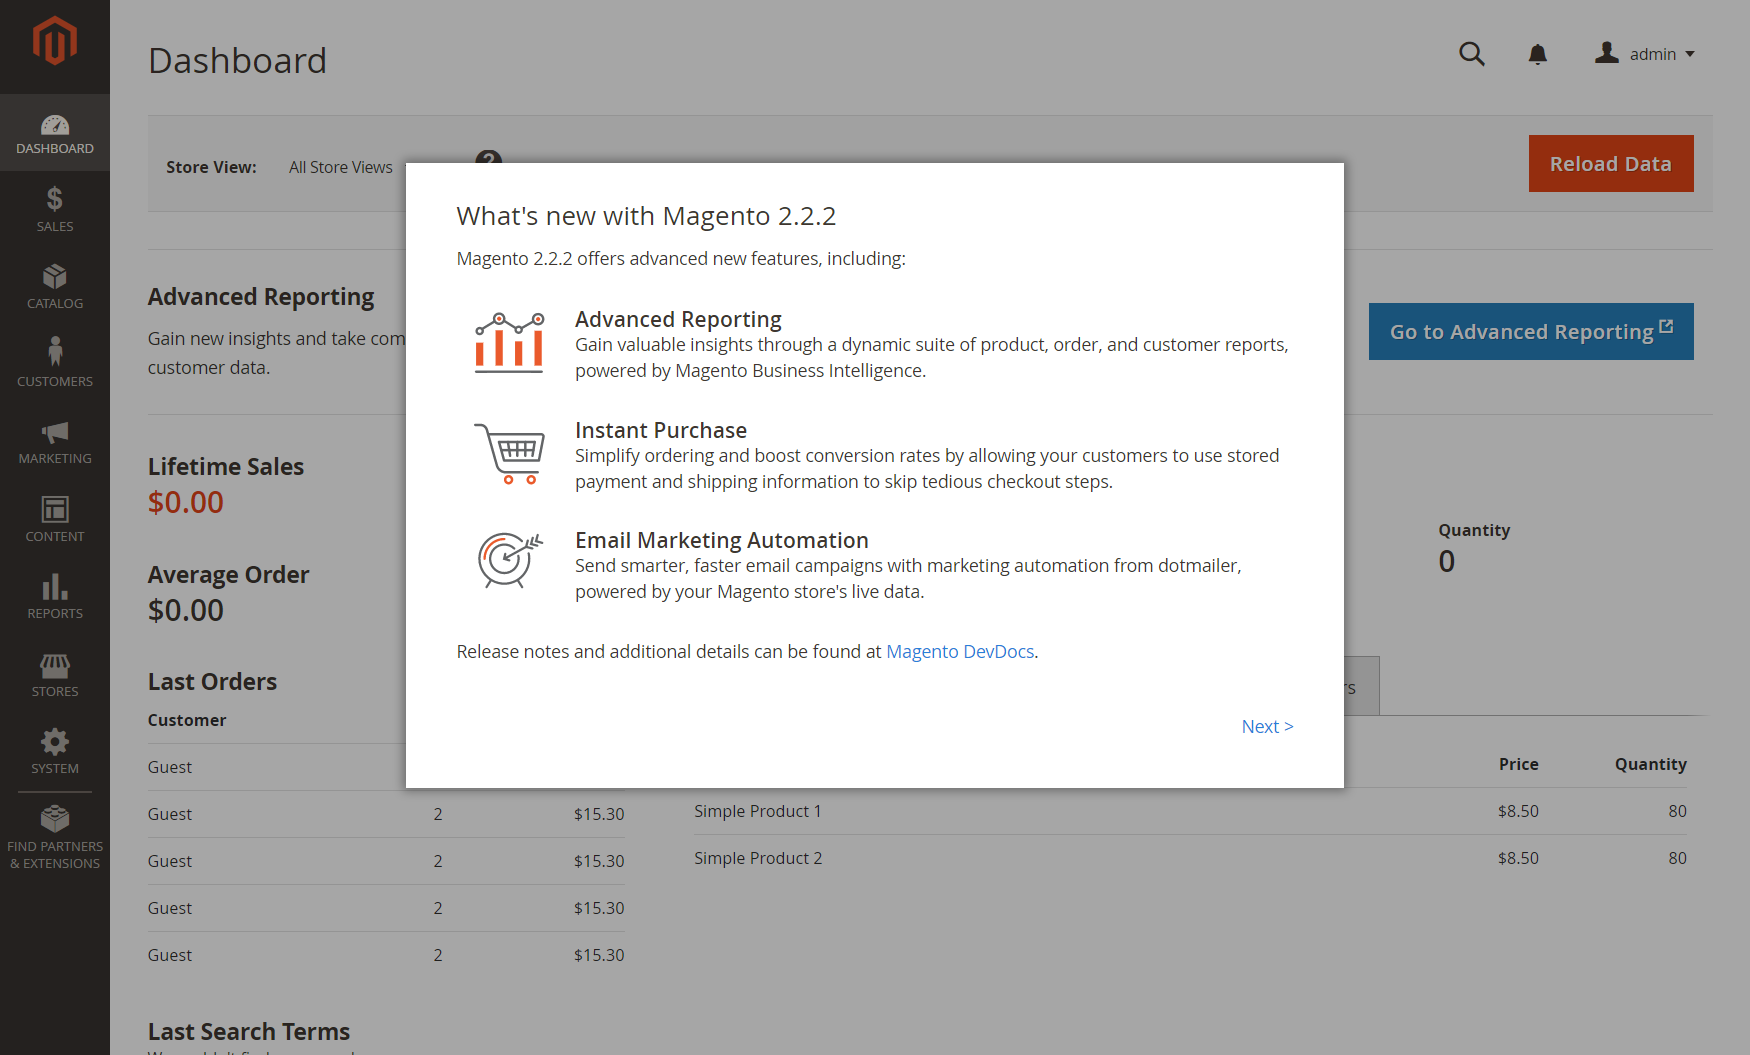 Dashboard
admin
DASHBOARD
SALES
CATALOG
CUSTOMERS
MARKETING
CONTENT
REPORTS
STORES
SYSTEM
FIND PARTNERS
& EXTENSIONS
Store View:
All Store Views
?
Reload Data
Advanced Reporting
Gain new insights and take com
customer data.
Go to Advanced Reporting
Lifetime Sales
$0.00
Average Order
$0.00
Quantity
0
What's new with Magento 2.2.2
Magento 2.2.2 offers advanced new features, including:
Advanced Reporting
Gain valuable insights through a dynamic suite of product, order, and customer reports,
powered by Magento Business Intelligence.
Instant Purchase
Simplify ordering and boost conversion rates by allowing your customers to use stored
payment and shipping information to skip tedious checkout steps.
Email Marketing Automation
Send smarter, faster email campaigns with marketing automation from dotmailer,
powered by your Magento store's live data.
Release notes and additional details can be found at Magento DevDocs.
Next >
Last Orders
Customer
Guest
Guest 2 $15.30
Guest 2 $15.30
Guest 2 $15.30
Guest 2 $15.30
Price Quantity
Simple Product 1 $8.50 80
Simple Product 2 $8.50 80
Last Search Terms